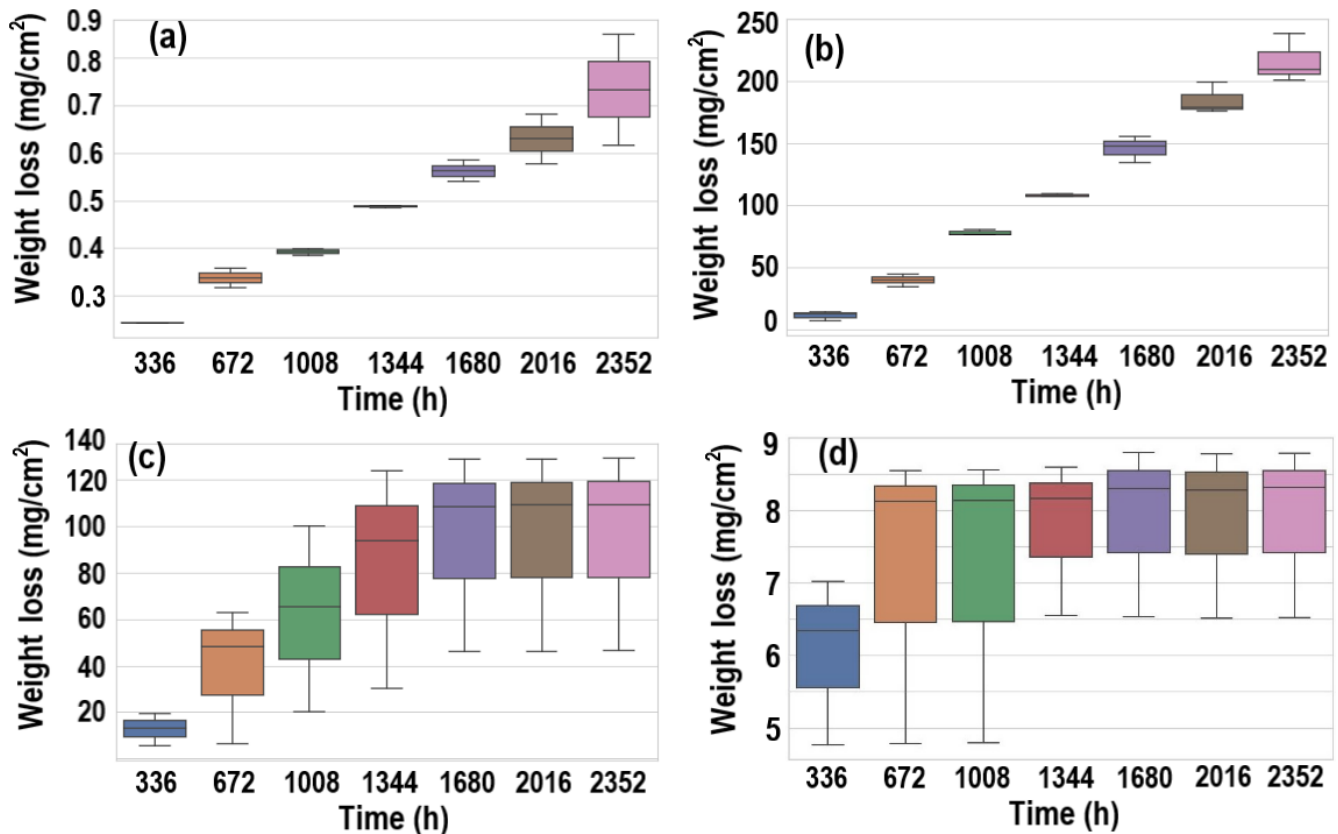 (a)
Weight loss (mg/cm²)
0.9
0.8
0.7
0.6
0.5
0.4
0.3
336 672 1008 1344 1680 2016 2352
Time (h)
(b)
Weight loss (mg/cm²)
250
200
150
100
50
0
336 672 1008 1344 1680 2016 2352
Time (h)
(c)
Weight loss (mg/cm²)
140
120
100
80
60
40
20
336 672 1008 1344 1680 2016 2352
Time (h)
(d)
Weight loss (mg/cm²)
9
8
7
6
5
336 672 1008 1344 1680 2016 2352
Time (h)